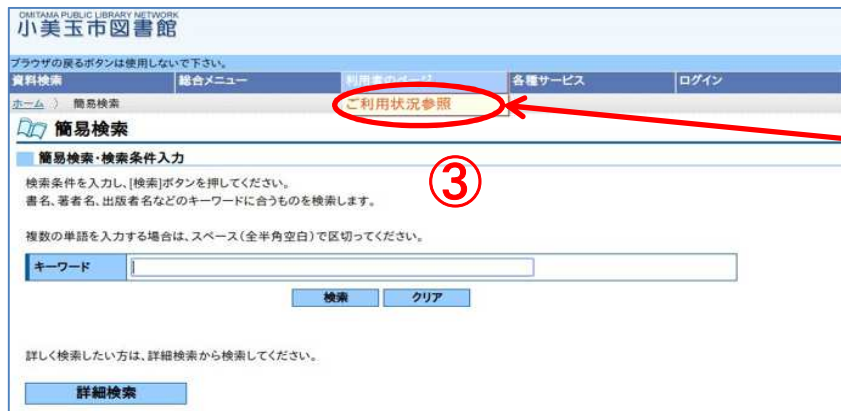 OMITAMA PUBLIC LIBRARY NETWORK
小美玉市図書館
ブラウザの戻るボタンは使用しないで下さい。
資料検索 総合メニュー 利用者のページ 各種サービス ログイン
ホーム 〉 簡易検索
ご利用状況参照
簡易検索
簡易検索・検索条件入力
③
検索条件を入力し、[検索]ボタンを押してください。
書名、著者名、出版者名などのキーワードに合うものを検索します。
複数の単語を入力する場合は、スペース(全半角空白)で区切ってください。
キーワード
検索 クリア
詳しく検索したい方は、詳細検索から検索してください。
詳細検索